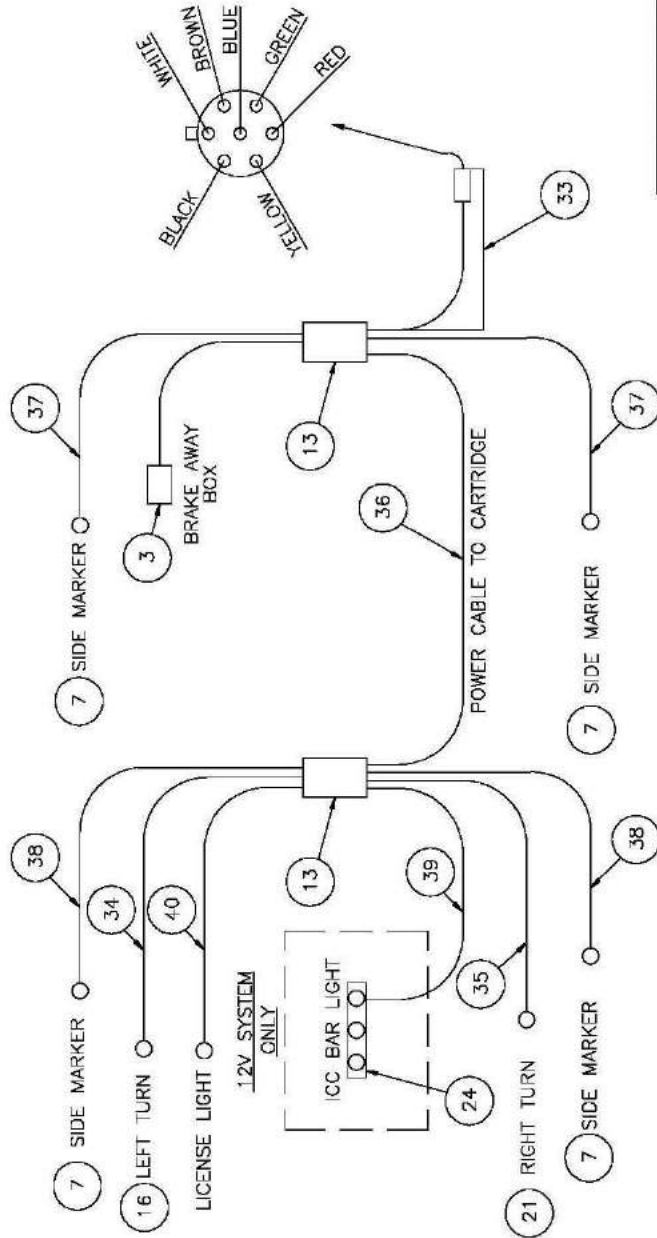 38
7 SIDE MARKER
34
16 LEFT TURN
40
LICENSE LIGHT
12V SYSTEM
ONLY
ICC BAR LIGHT
24
39
13
35
21 RIGHT TURN
38
7 SIDE MARKER
37
7 SIDE MARKER
3
BRAKE AWAY
BOX
13
36
POWER CABLE TO CARTRIDGE
37
7 SIDE MARKER
33
BLACK
WHITE
BROWN
BLUE
GREEN
RED
YELLOW